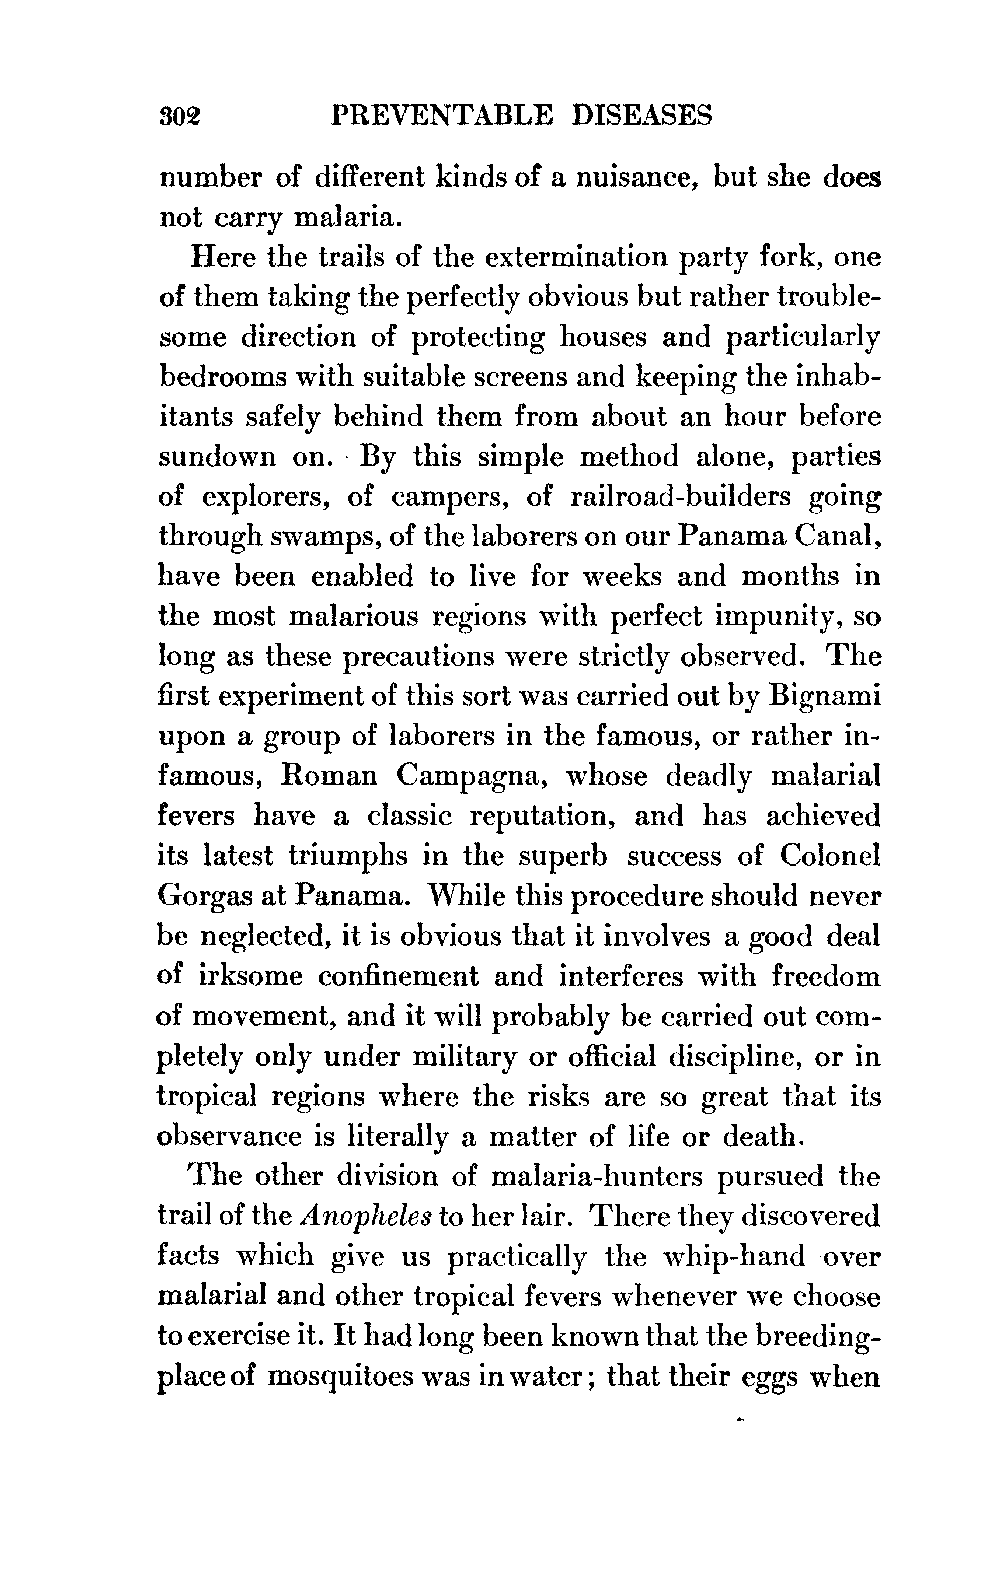 302 PREVENTABLE DISEASES
number of different kinds of a nuisance, but she does
not carry malaria.
Here the trails of the extermination party fork, one
of them taking the perfectly obvious but rather trouble-
some direction of protecting houses and particularly
bedrooms with suitable screens and keeping the inhab-
itants safely behind them from about an hour before
sundown on. By this simple method alone, parties
of explorers, of campers, of railroad-builders going
through swamps, of the laborers on our Panama Canal,
have been enabled to live for weeks and months in
the most malarious regions with perfect impunity, so
long as these precautions were strictly observed. The
first experiment of this sort was carried out by Bignami
upon a group of laborers in the famous, or rather in-
famous, Roman Campagna, whose deadly malarial
fevers have a classic reputation, and has achieved
its latest triumphs in the superb success of Colonel
Gorgas at Panama. While this procedure should never
be neglected, it is obvious that it involves a good deal
of irksome confinement and interferes with freedom
of movement, and it will probably be carried out com-
pletely only under military or official discipline, or in
tropical regions where the risks are so great that its
observance is literally a matter of life or death.
The other division of malaria-hunters pursued the
trail of the Anopheles to her lair. There they discovered
facts which give us practically the whip-hand over
malarial and other tropical fevers whenever we choose
to exercise it. It had long been known that the breeding-
place of mosquitoes was in water; that their eggs when